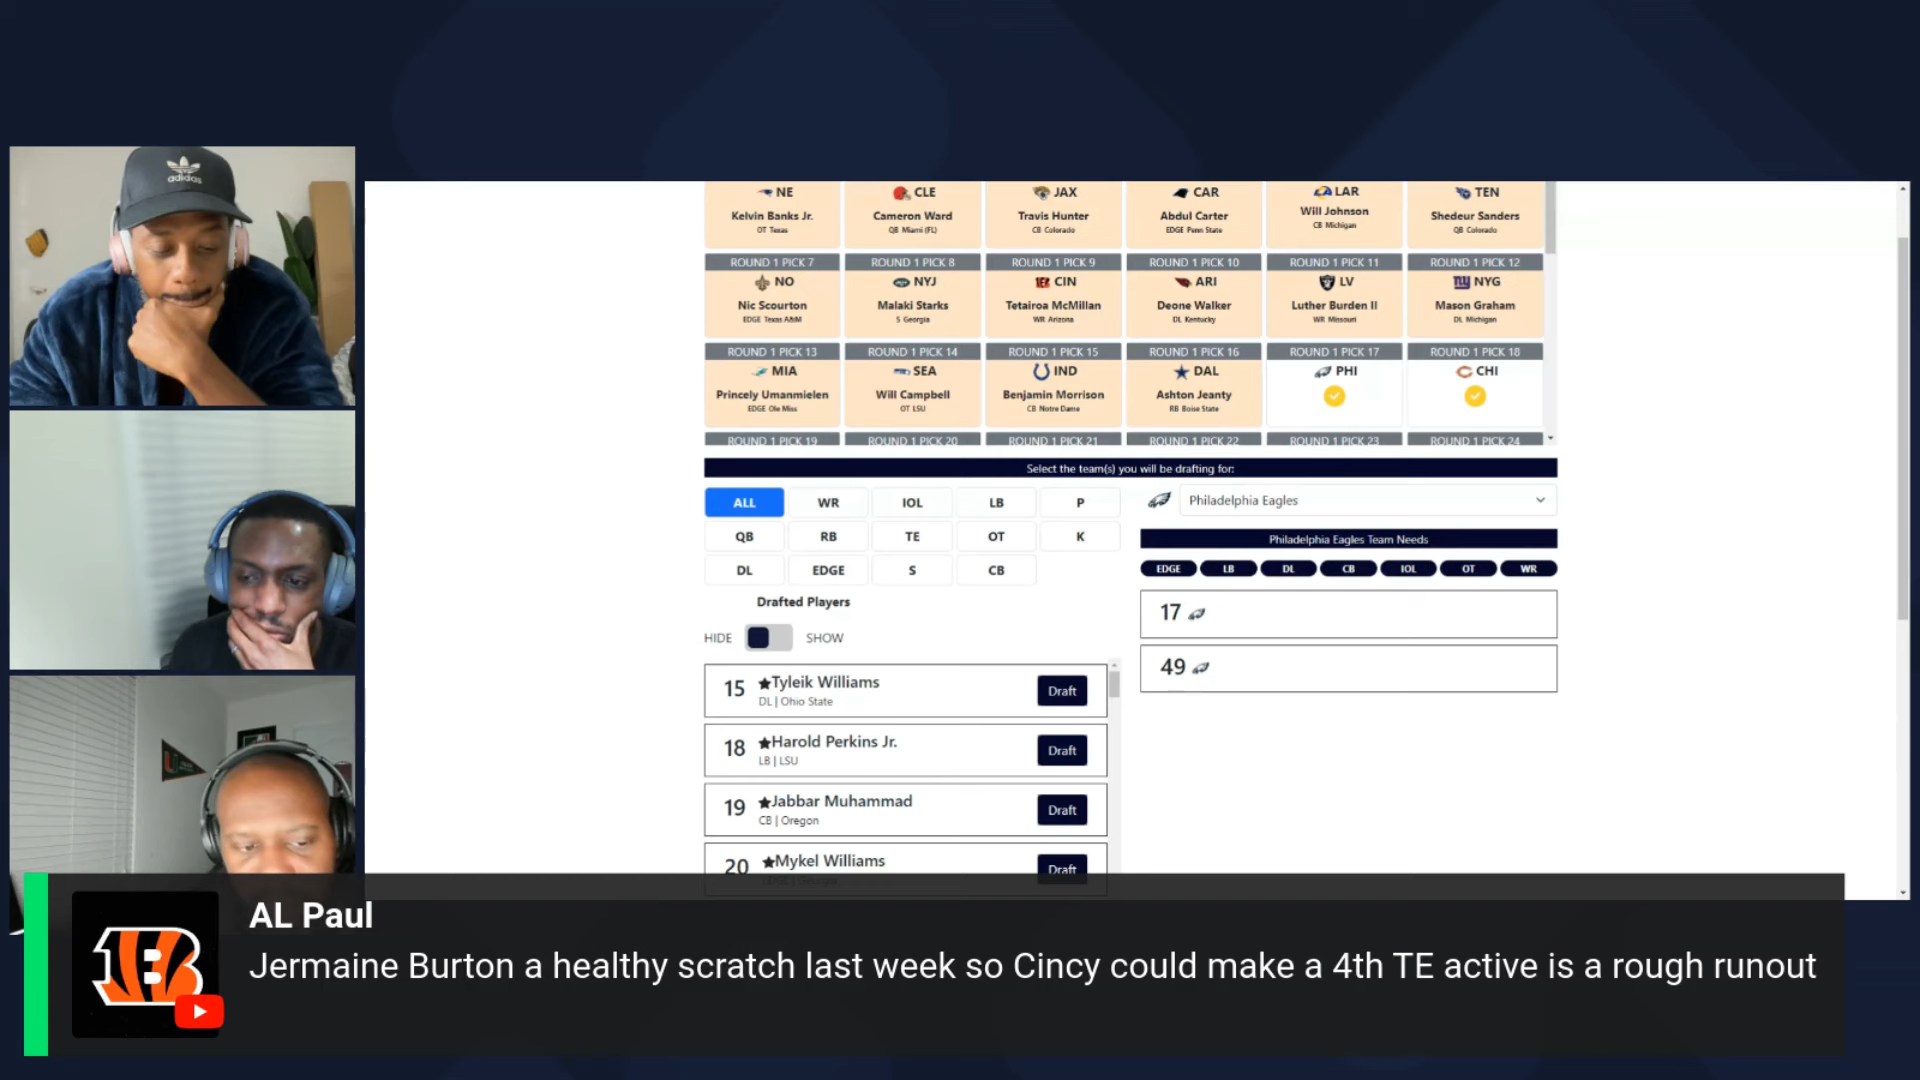 adidas
NE
CLE
JAX
CAR
LAR
TEN
Kelvin Banks Jr.
Cameron Ward
Travis Hunter
Abdul Carter
Will Johnson
Shedeur Sanders
OT Texas
QB Miami (FL)
CB Colorado
EDGE Penn State
CB Michigan
QB Colorado
ROUND 1 PICK 7
ROUND 1 PICK 8
ROUND 1 PICK 9
ROUND 1 PICK 10
ROUND 1 PICK 11
ROUND 1 PICK 12
NO
NYJ
CIN
ARI
LV
NYG
Nic Scourton
Malaki Starks
Tetairoa McMillan
Deone Walker
Luther Burden II
Mason Graham
EDGE Texas A&M
S Georgia
WR Arizona
DL Kentucky
WR Missouri
DL Michigan
ROUND 1 PICK 13
ROUND 1 PICK 14
ROUND 1 PICK 15
ROUND 1 PICK 16
ROUND 1 PICK 17
ROUND 1 PICK 18
MIA
SEA
IND
DAL
PHI
CHI
Princely Umanmielen
Will Campbell
Benjamin Morrison
Ashton Jeanty
EDGE Ole Miss
OT LSU
CB Notre Dame
RB Boise State
ROUND 1 PICK 19
ROUND 1 PICK 20
ROUND 1 PICK 21
ROUND 1 PICK 22
ROUND 1 PICK 23
ROUND 1 PICK 24
Select the team(s) you will be drafting for:
ALL
WR
IOL
LB
P
QB
RB
TE
OT
K
DL
EDGE
S
CB
Philadelphia Eagles
Philadelphia Eagles Team Needs
EDGE
LB
DL
CB
IOL
OT
WR
17
49
Drafted Players
HIDE
SHOW
15 ★Tyleik Williams
DL | Ohio State
Draft
18 ★Harold Perkins Jr.
LB | LSU
Draft
19 ★Jabbar Muhammad
CB | Oregon
Draft
20 ★Mykel Williams
Draft
AL Paul
Jermaine Burton a healthy scratch last week so Cincy could make a 4th TE active is a rough runout